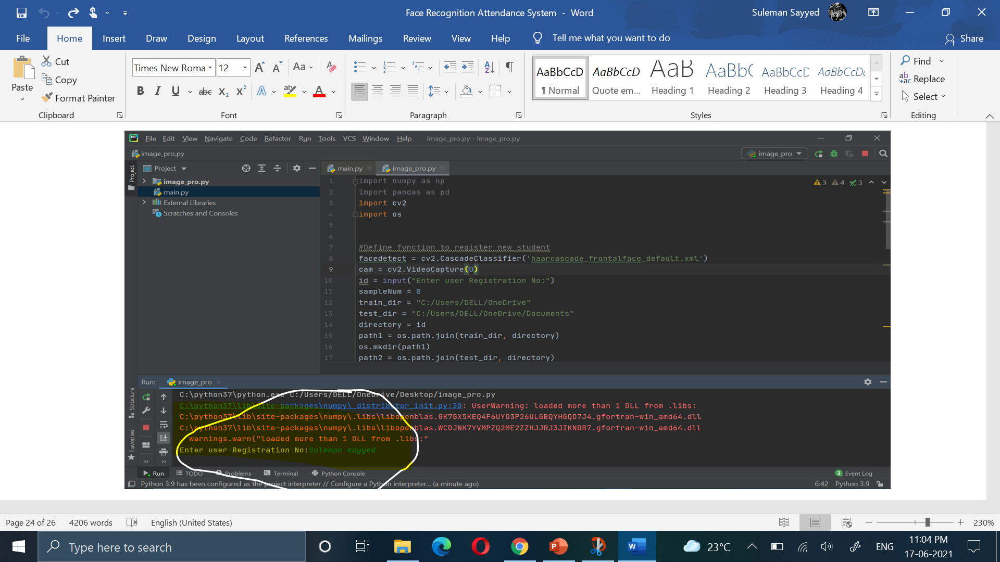 Face Recognition Attendance System - Word
Suleman Sayyed
File Home Insert Draw Design Layout References Mailings Review View Help Tell me what you want to do Share
Paste
Cut
Copy
Format Painter
Clipboard
Times New Roma 12
Font
Paragraph
AaBbCcD AaBbCcD AaB AaBbC AaBbCcD AaBbCcDc
¶ Normal Quote em... Heading 1 Heading 2 Heading 3 Heading 4
Styles
Find
Replace
Select
Editing
File Edit View Navigate Code Refactor Run Tools VCS Window Help image_pro.py - image_pro.py
image_pro.py
image_pro
Project
Project
image_pro.py
main.py
External Libraries
Scratches and Consoles
main.py image_pro.py
3 4 3
1 import numpy as np
2 import pandas as pd
3 import cv2
4 import os
5
6
7 #Define function to register new student
8 facedetect = cv2.CascadeClassifier('haarcascade_frontalface_default.xml')
9 cam = cv2.VideoCapture(0)
10 id = input("Enter user Registration No:")
11 sampleNum = 0
12 train_dir = "C:/Users/DELL/OneDrive"
13 test_dir = "C:/Users/DELL/OneDrive/Documents"
14 directory = id
15 path1 = os.path.join(train_dir, directory)
16 os.mkdir(path1)
17 path2 = os.path.join(test_dir, directory)
Run: image_pro
Structure
Favorites
C:\python37\python.exe C:/Users/DELL/OneDrive/Desktop/image_pro.py
C:\python37\lib\site-packages\numpy\_distributor_init.py:30: UserWarning: loaded more than 1 DLL from .libs:
C:\python37\lib\site-packages\numpy\.libs\libopenblas.GK7GX5KEQ4F6UYO3P26ULGBQYHGQO7J4.gfortran-win_amd64.dll
C:\python37\lib\site-packages\numpy\.libs\libopenblas.WCDJNK7YVMPZQ2ME2ZZHJJRJ3JIKNDB7.gfortran-win_amd64.dll
warnings.warn("loaded more than 1 DLL from .libs:"
Enter user Registration No:Suleman sayyed
Run TODO Problems Terminal Python Console 2 Event Log
Python 3.9 has been configured as the project interpreter // Configure a Python interpreter... (a minute ago) 6:42 Python 3.9
Page 24 of 26 4206 words English (United States) 230%
Type here to search
23°C ENG
11:04 PM
17-06-2021